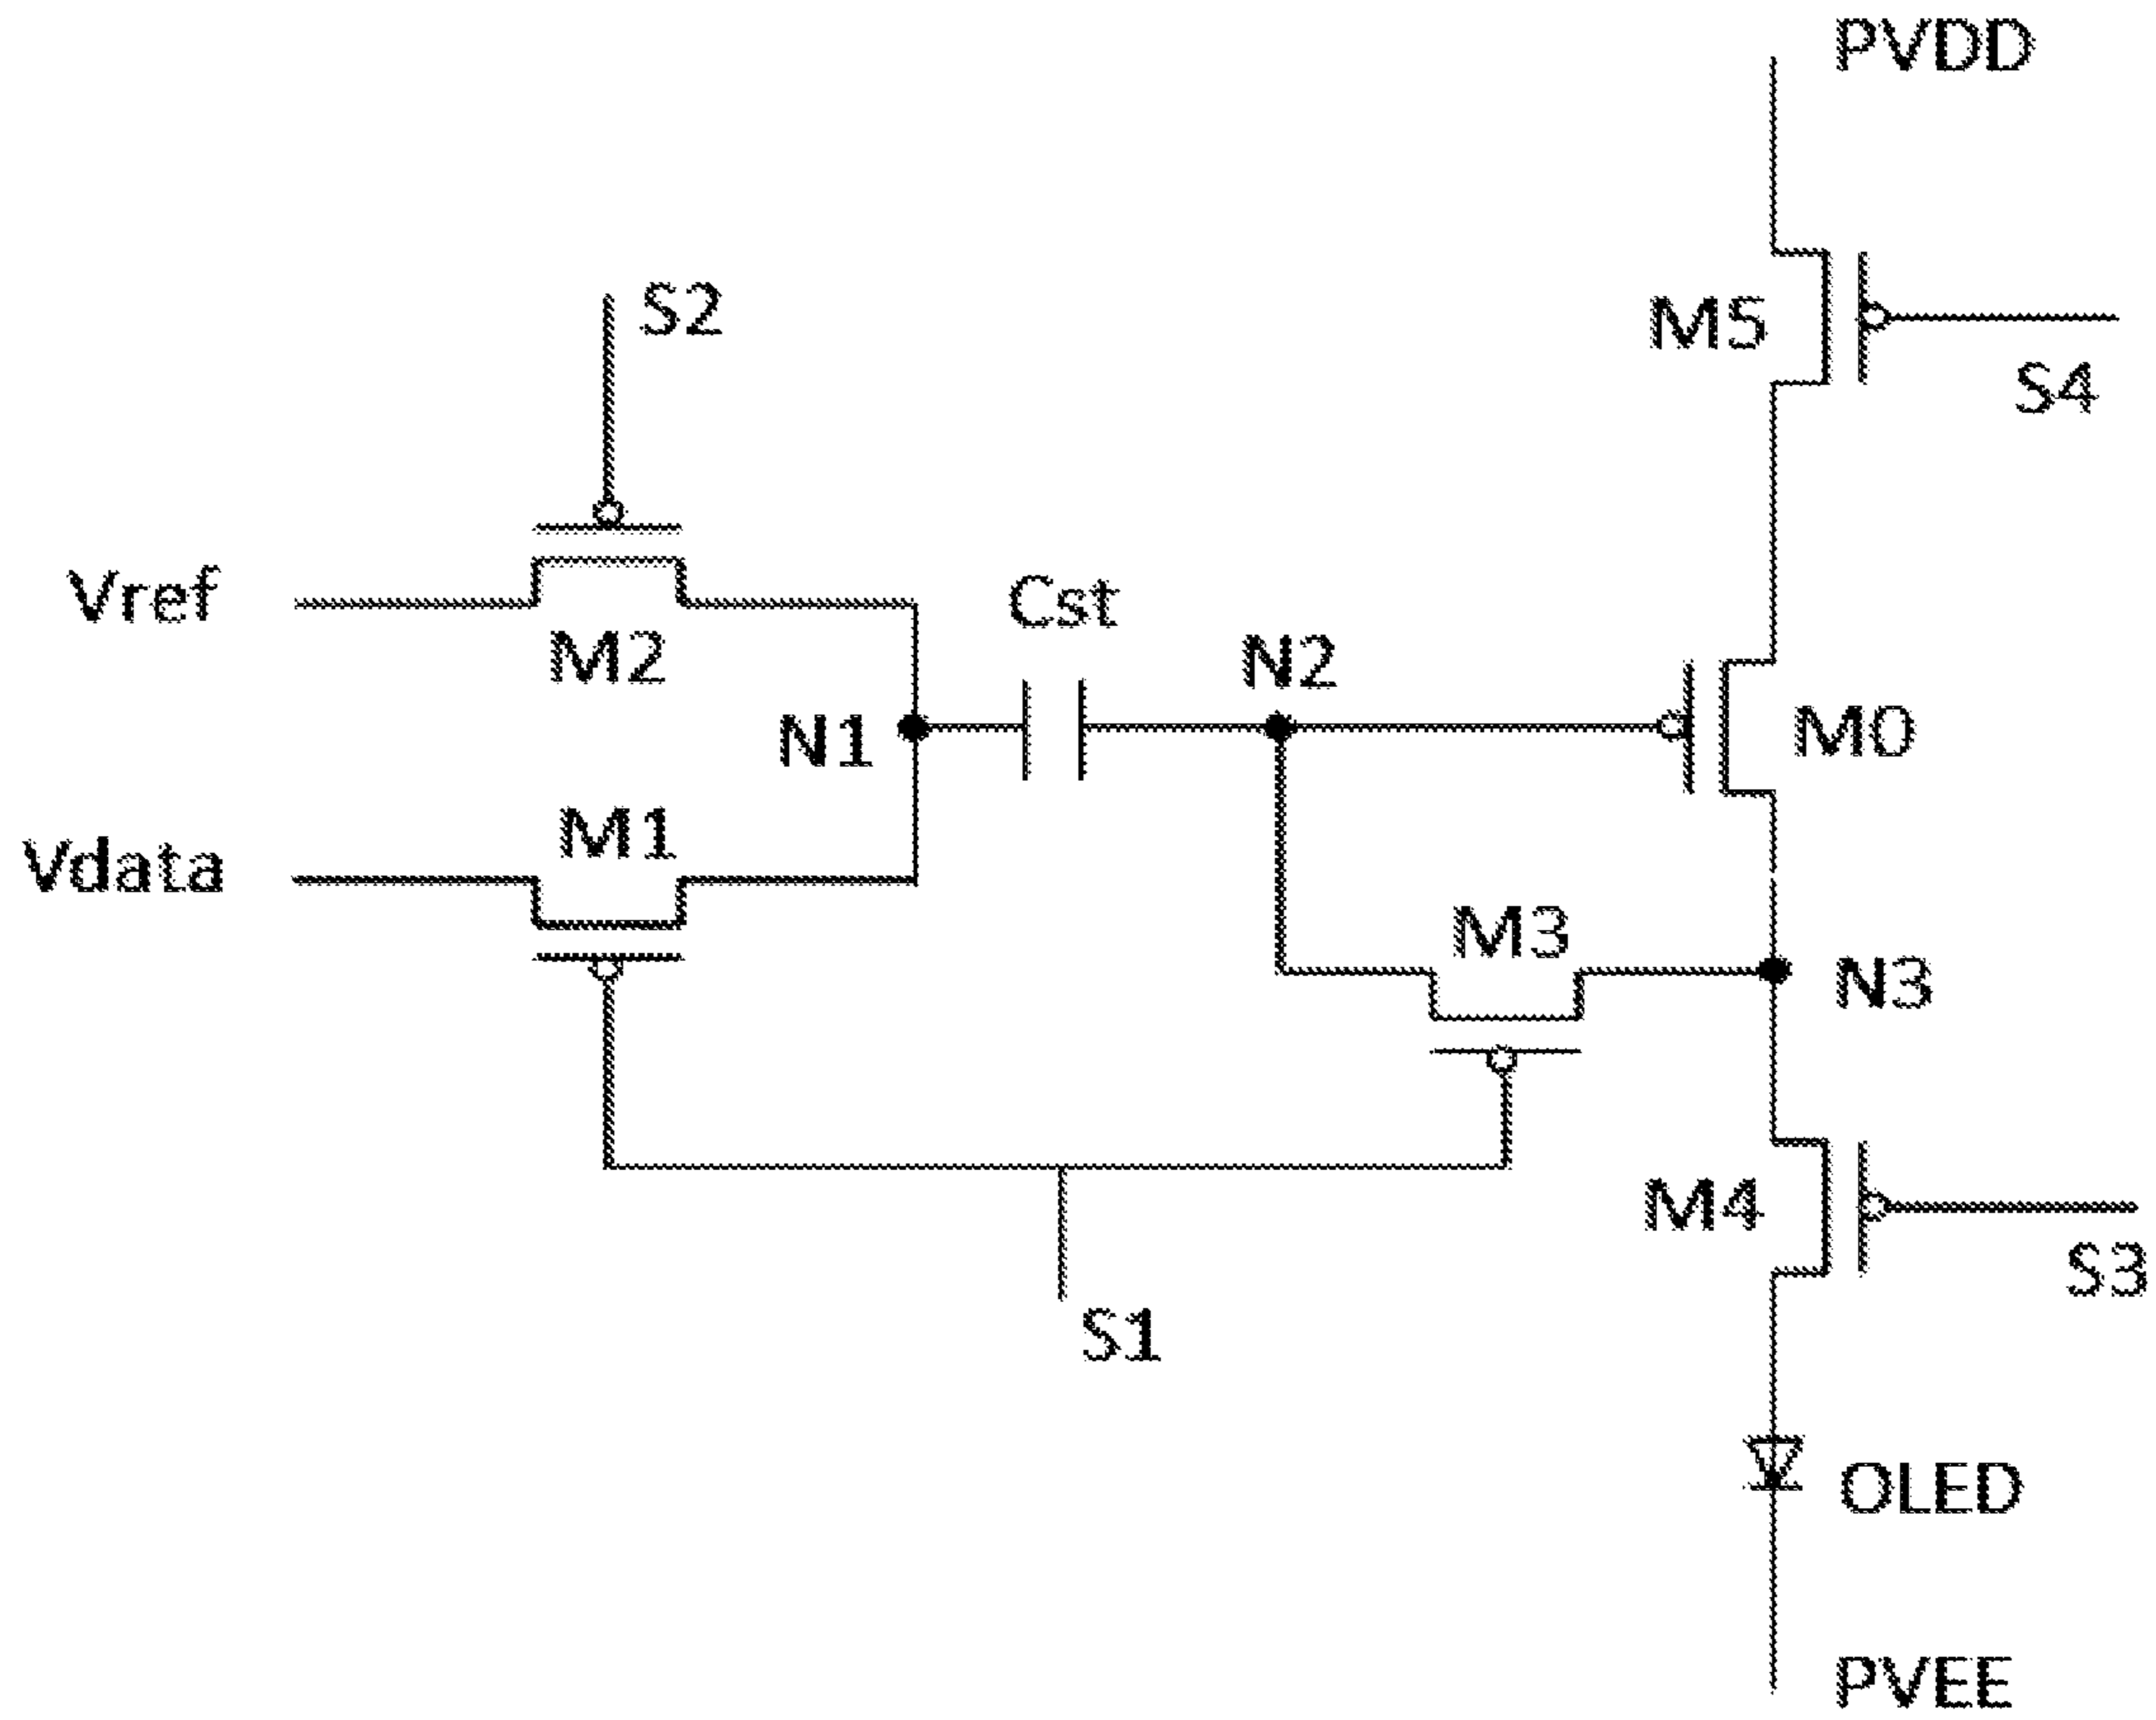 PVDD
S2
M5
S4
Vref
Cst
M2
N2
N1
M0
M1
Vdata
M3
N3
M4
S3
S1
OLED
PVEE